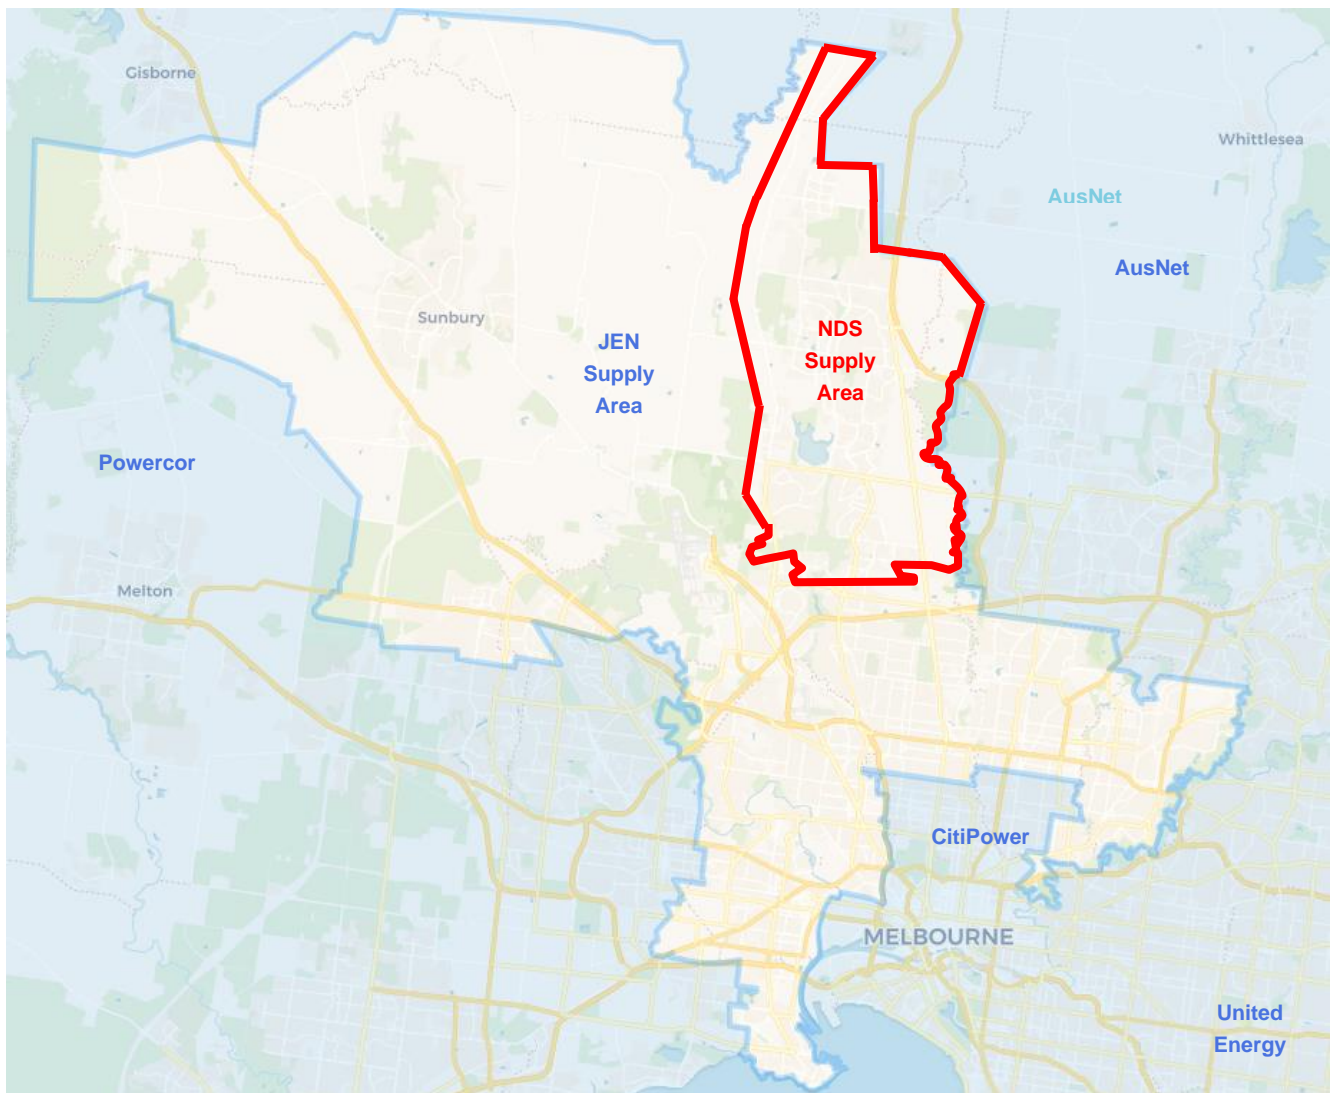 Gisborne
Whittlesea
AusNet
AusNet
Sunbury
NDS
Supply
Area
JEN
Supply
Area
Powercor
Melton
CitiPower
MELBOURNE
United
Energy